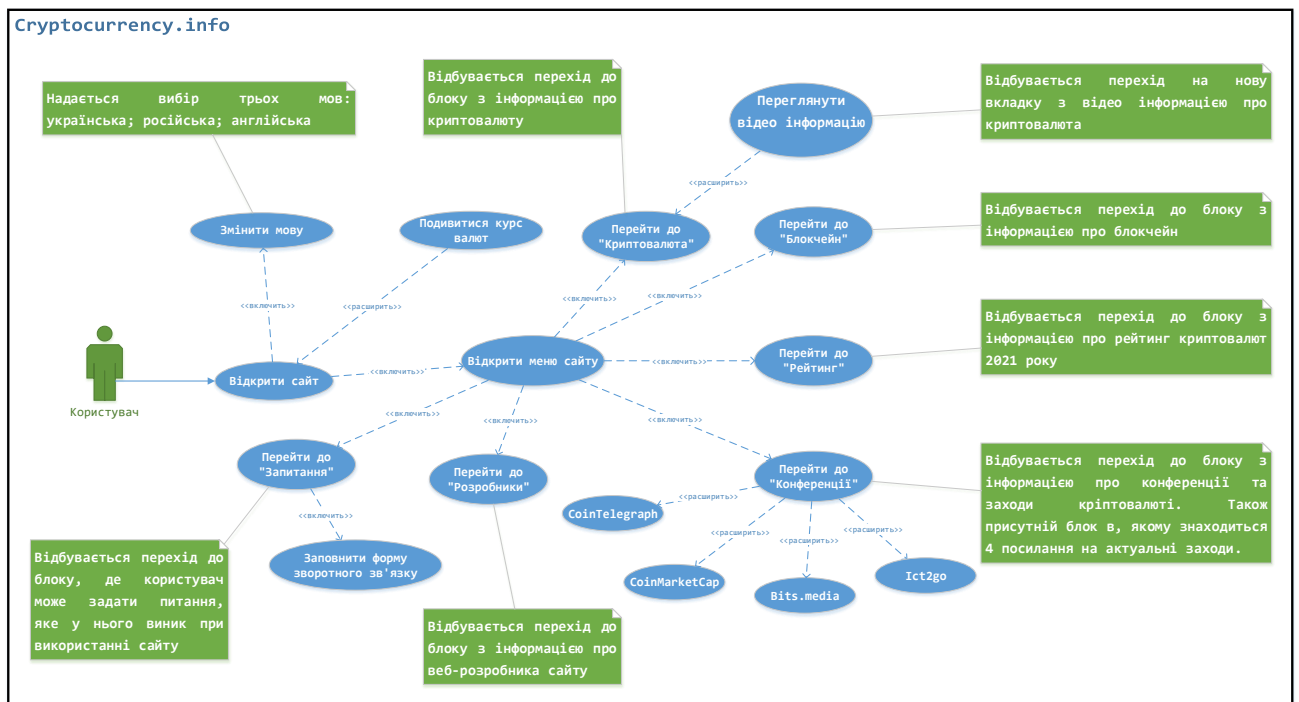 Cryptocurrency.info
Надається вибір трьох мов:
українська; російська; англійська
Відбувається перехід до
блоку з інформацією про
криптовалюту
Переглянути
відео інформацію
Відбувається перехід на нову
вкладку з відео інформацією про
криптовалюта
<<расширить>>
Змінити мову
Подивитися курс
валют
Перейти до
"Криптовалюта"
Перейти до
"Блокчейн"
Відбувається перехід до блоку з
інформацією про блокчейн
<<включить>>
<<расширить>>
<<включить>>
<<включить>>
Користувач
Відкрити сайт
<<включить>>
Відкрити меню сайту
<<включить>>
Перейти до
"Рейтинг"
Відбувається перехід до блоку з
інформацією про рейтинг криптовалют
2021 року
<<включить>>
<<включить>>
<<включить>>
Перейти до
"Запитання"
Перейти до
"Розробники"
Перейти до
"Конференції"
Відбувається перехід до блоку з
інформацією про конференції та
заходи кріптовалюті. Також
присутній блок в, якому знаходиться
4 посилання на актуальні заходи.
<<включить>>
<<расширить>>
<<расширить>>
<<расширить>>
<<расширить>>
CoinTelegraph
CoinMarketCap
Bits.media
Ict2go
Заповнити форму
зворотного зв'язку
Відбувається перехід до
блоку, де користувач
може задати питання,
яке у нього виник при
використанні сайту
Відбувається перехід до
блоку з інформацією про
веб-розробника сайту